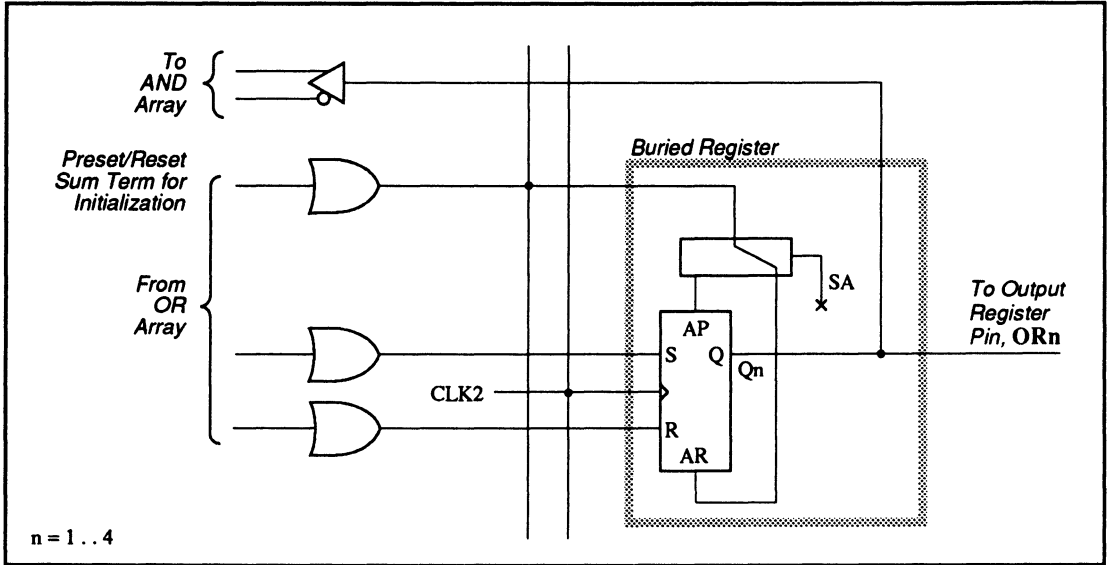 To
AND
Array
Preset/Reset
Sum Term for
Initialization
From
OR
Array
Buried Register
SA
AP
S
Q
Qn
CLK2
R
AR
To Output
Register
Pin, ORn
n = 1 . . 4